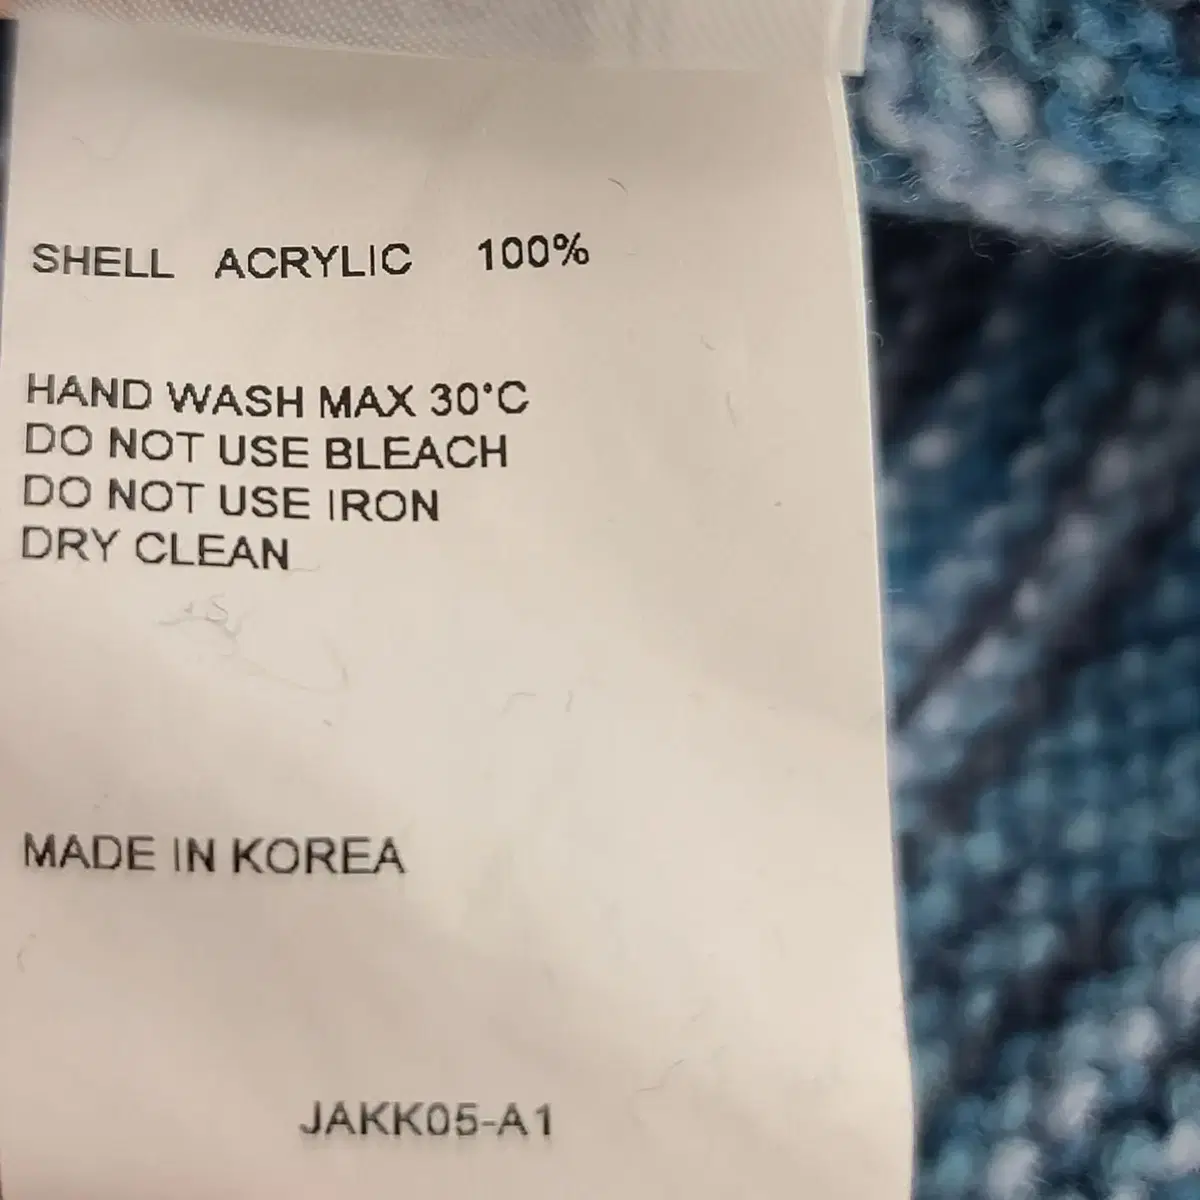 SHELL ACRYLIC 100%
HAND WASH MAX 30°C
DO NOT USE BLEACH
DO NOT USE IRON
DRY CLEAN
MADE IN KOREA
JAKK05-A1